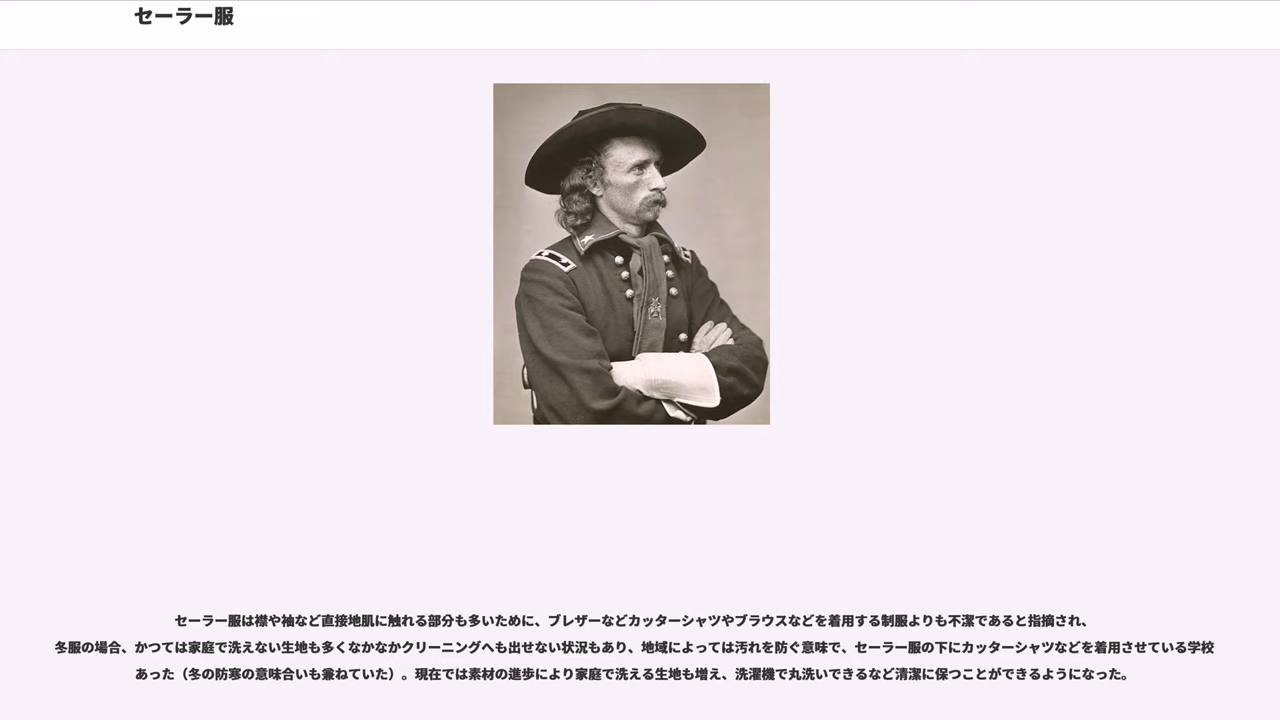 セーラー服
セーラー服は襟や袖など直接地肌に触れる部分も多いために、ブレザーなどカッターシャツやブラウスなどを着用する制服よりも不潔であると指摘され、
冬服の場合、かつては家庭で洗えない生地も多くなかなかクリーニングへも出せない状況もあり、地域によっては汚れを防ぐ意味で、セーラー服の下にカッターシャツなどを着用させている学校
あった（冬の防寒の意味合いも兼ねていた）。現在では素材の進歩により家庭で洗える生地も増え、洗濯機で丸洗いできるなど清潔に保つことができるようになった。